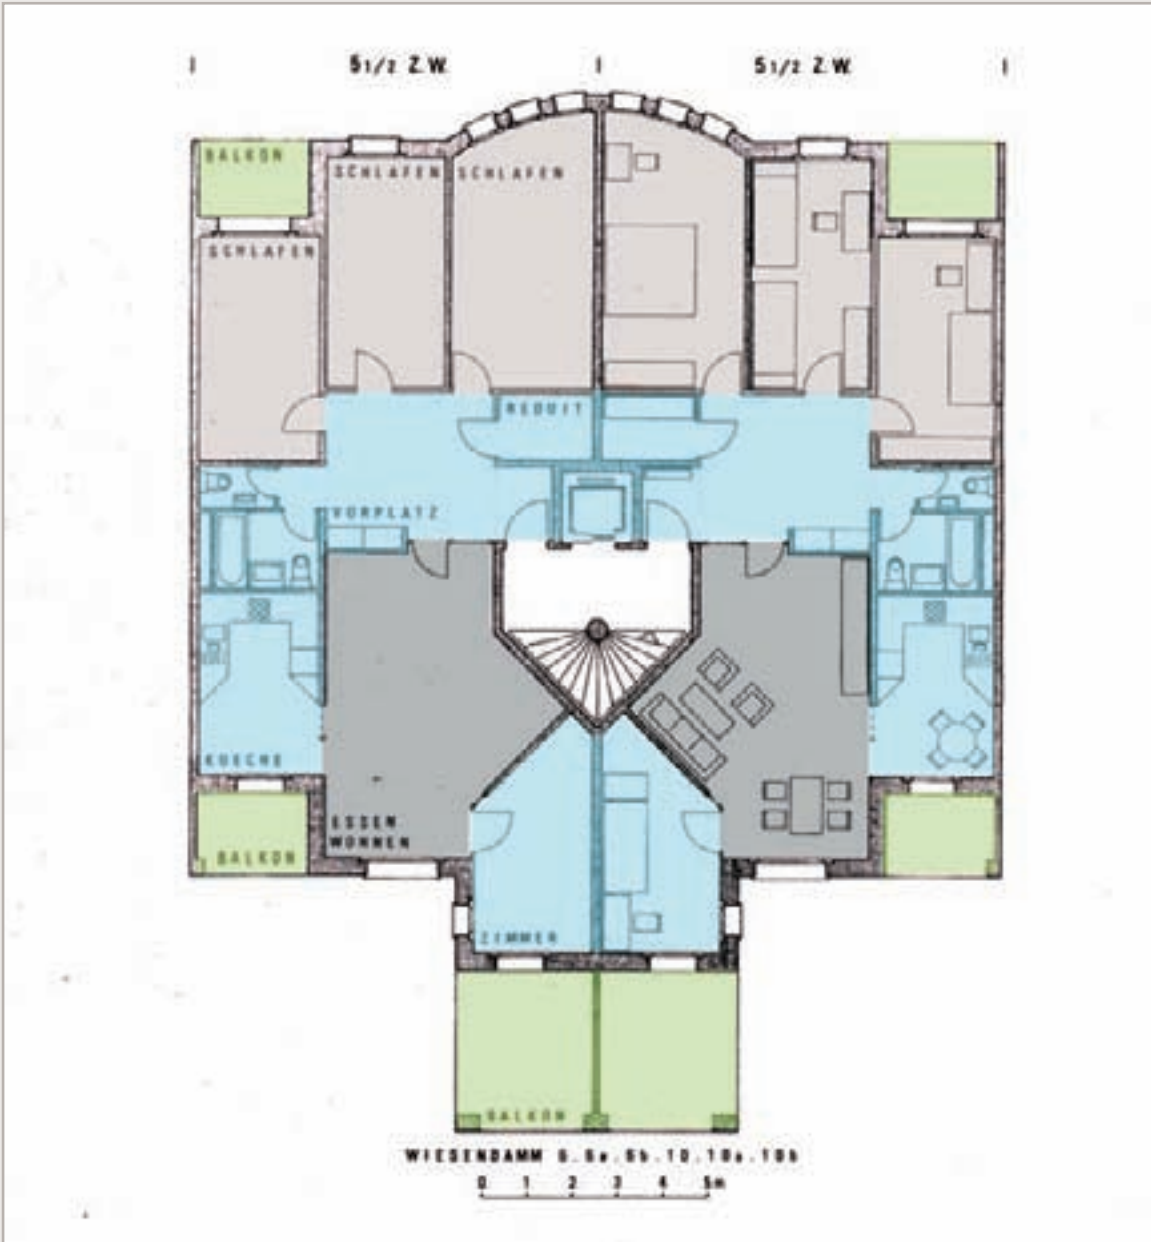 5 1/2 Z.W.
5 1/2 Z.W.
BALKON
SCHLAFEN
SCHLAFEN
SCHLAFEN
REDUIT
VORPLATZ
KUECHE
ESSEN
WOHNEN
BALKON
ZIMMER
BALKON
WIESENDAMM 6.6a.6b.10.10a.10b
0 1 2 3 4 5m